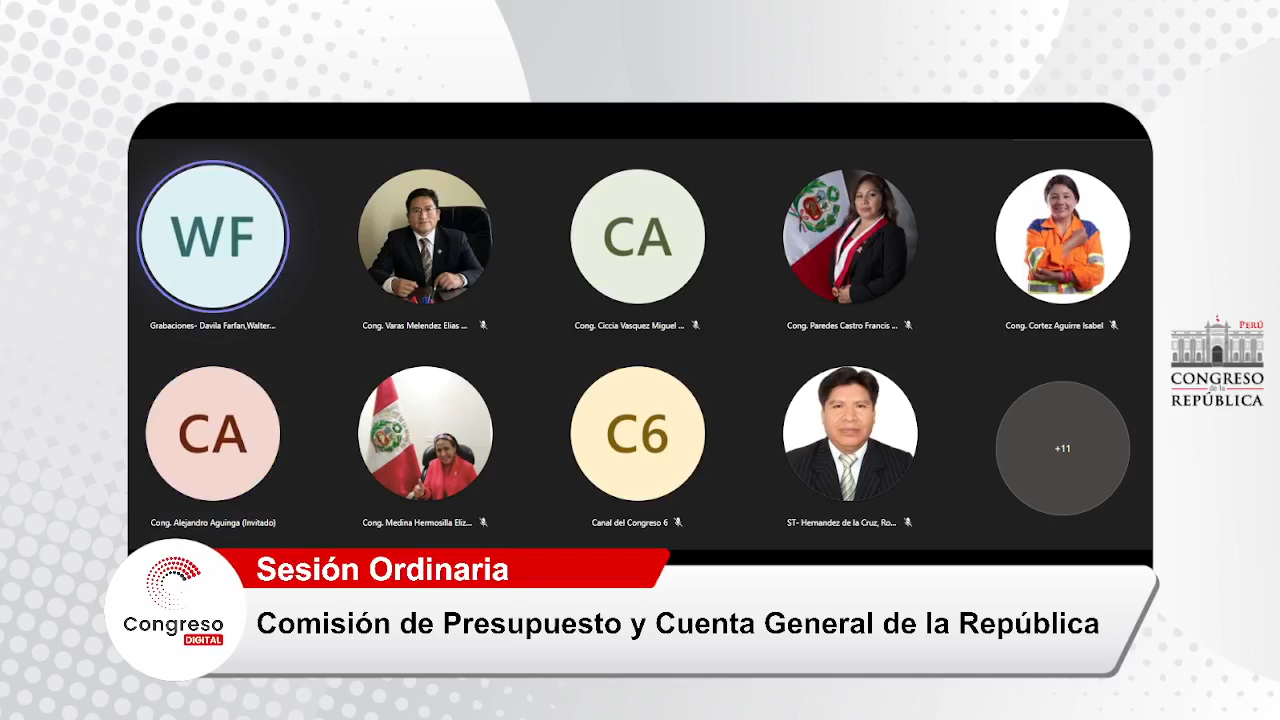 WF
CA
Grabaciones- Davila Farfan,Walter...
Cong. Varas Melendez Elias ...
Cong. Ciccia Vasquez Miguel ...
Cong. Paredes Castro Francis ...
Cong. Cortez Aguirre Isabel
PERÚ
CONGRESO
de la
REPÚBLICA
CA
C6
+11
Cong. Alejandro Aguinga (Invitado)
Cong. Medina Hermosilla Eliz...
Canal del Congreso 6
ST- Hernandez de la Cruz, Ro...
Sesión Ordinaria
Congreso
DIGITAL
Comisión de Presupuesto y Cuenta General de la República